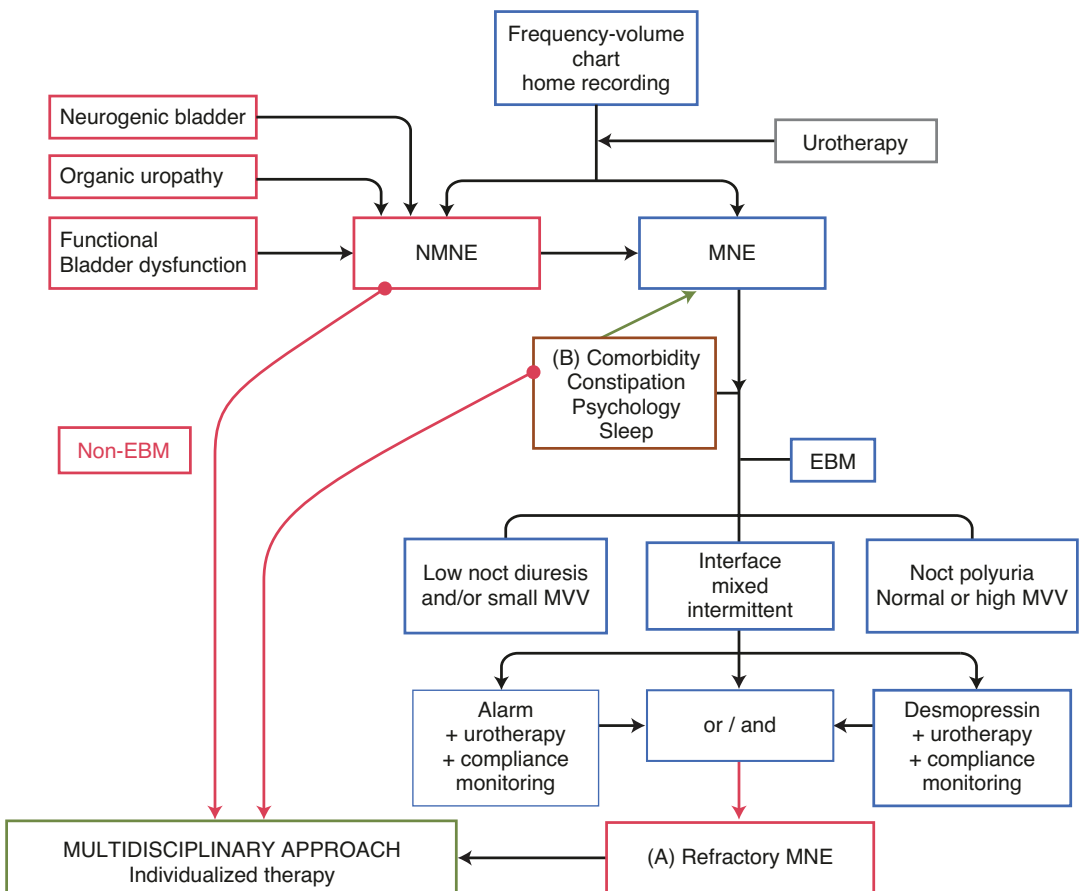 Frequency-volume
chart
home recording
Neurogenic bladder
Urotherapy
Organic uropathy
Functional
Bladder dysfunction
NMNE
MNE
(B) Comorbidity
Constipation
Psychology
Sleep
Non-EBM
EBM
Low noct diuresis
and/or small MVV
Interface
mixed
intermittent
Noct polyuria
Normal or high MVV
Alarm
+ urotherapy
+ compliance
monitoring
or / and
Desmopressin
+ urotherapy
+ compliance
monitoring
MULTIDISCIPLINARY APPROACH
Individualized therapy
(A) Refractory MNE